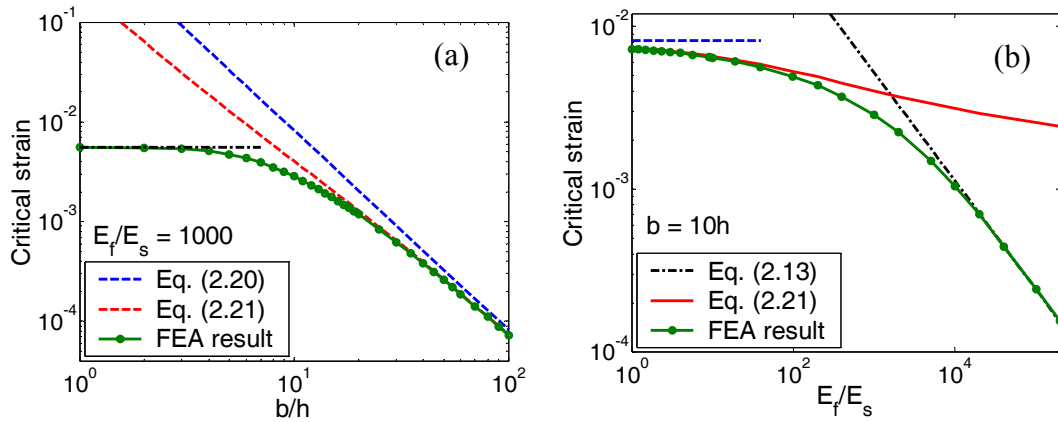 (a)
Critical strain
10^-1
10^-2
10^-3
10^-4
E_f/E_s = 1000
Eq. (2.20)
Eq. (2.21)
FEA result
10^0
10^1
10^2
b/h
(b)
Critical strain
10^-2
10^-3
10^-4
b = 10h
Eq. (2.13)
Eq. (2.21)
FEA result
10^0
10^2
10^4
E_f/E_s